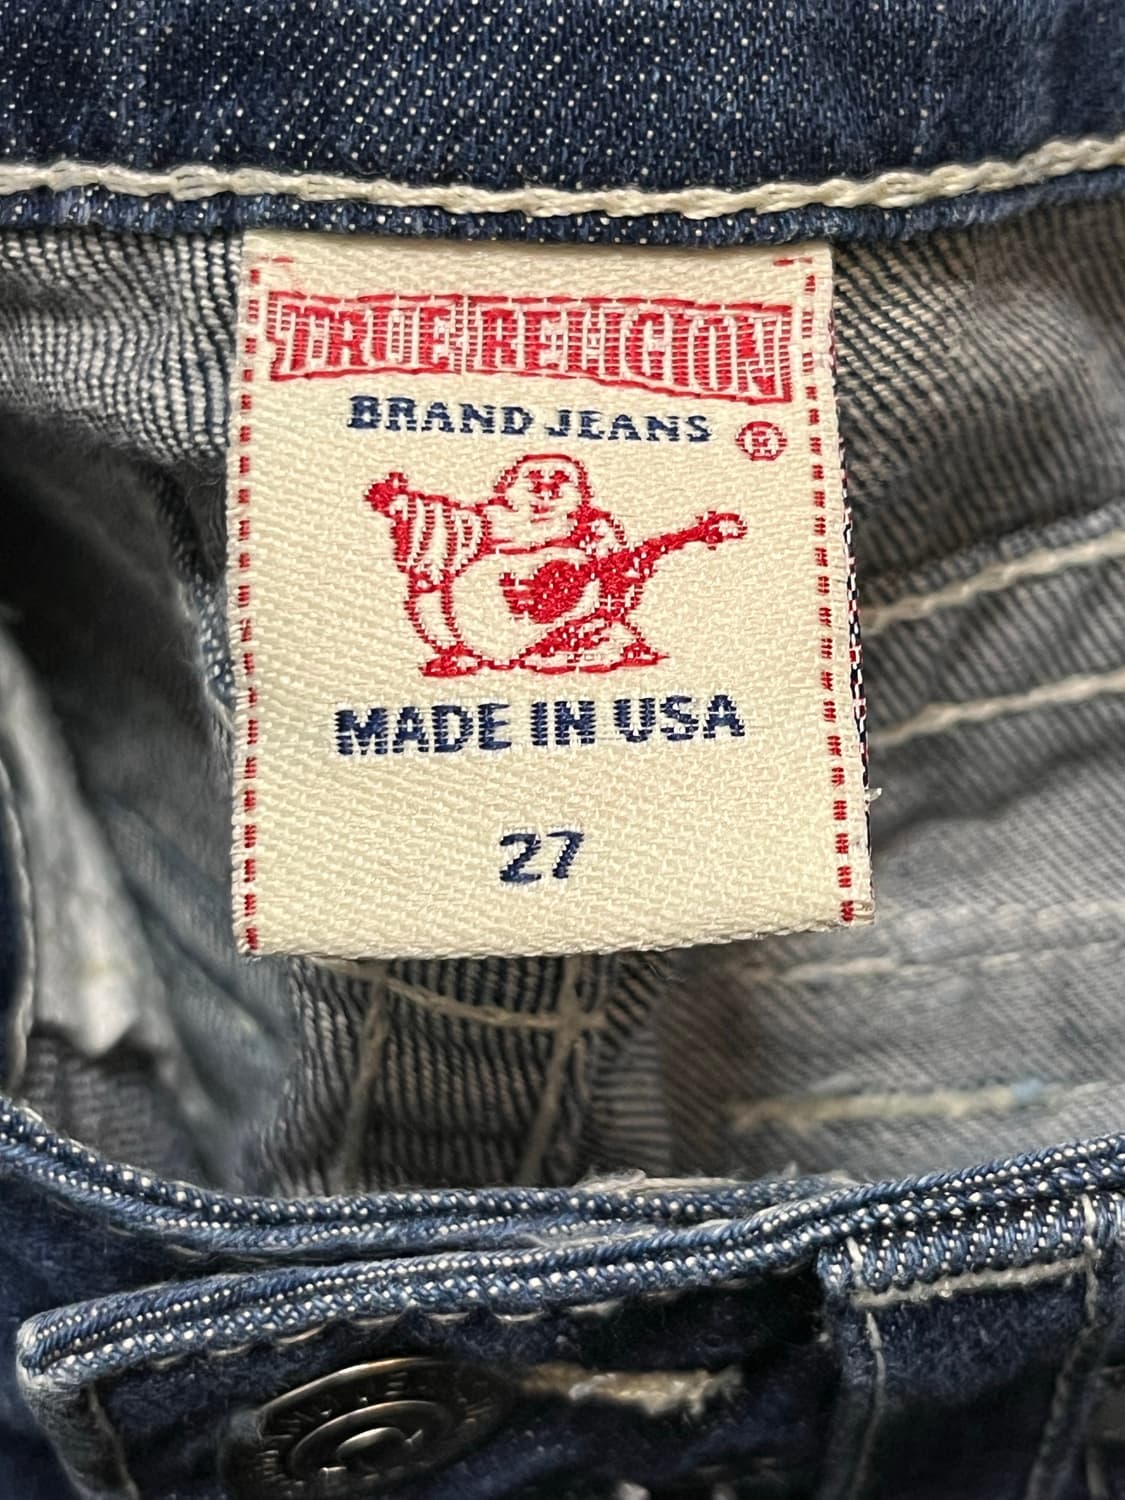 TRUE RELIGION
BRAND JEANS ®
MADE IN USA
27